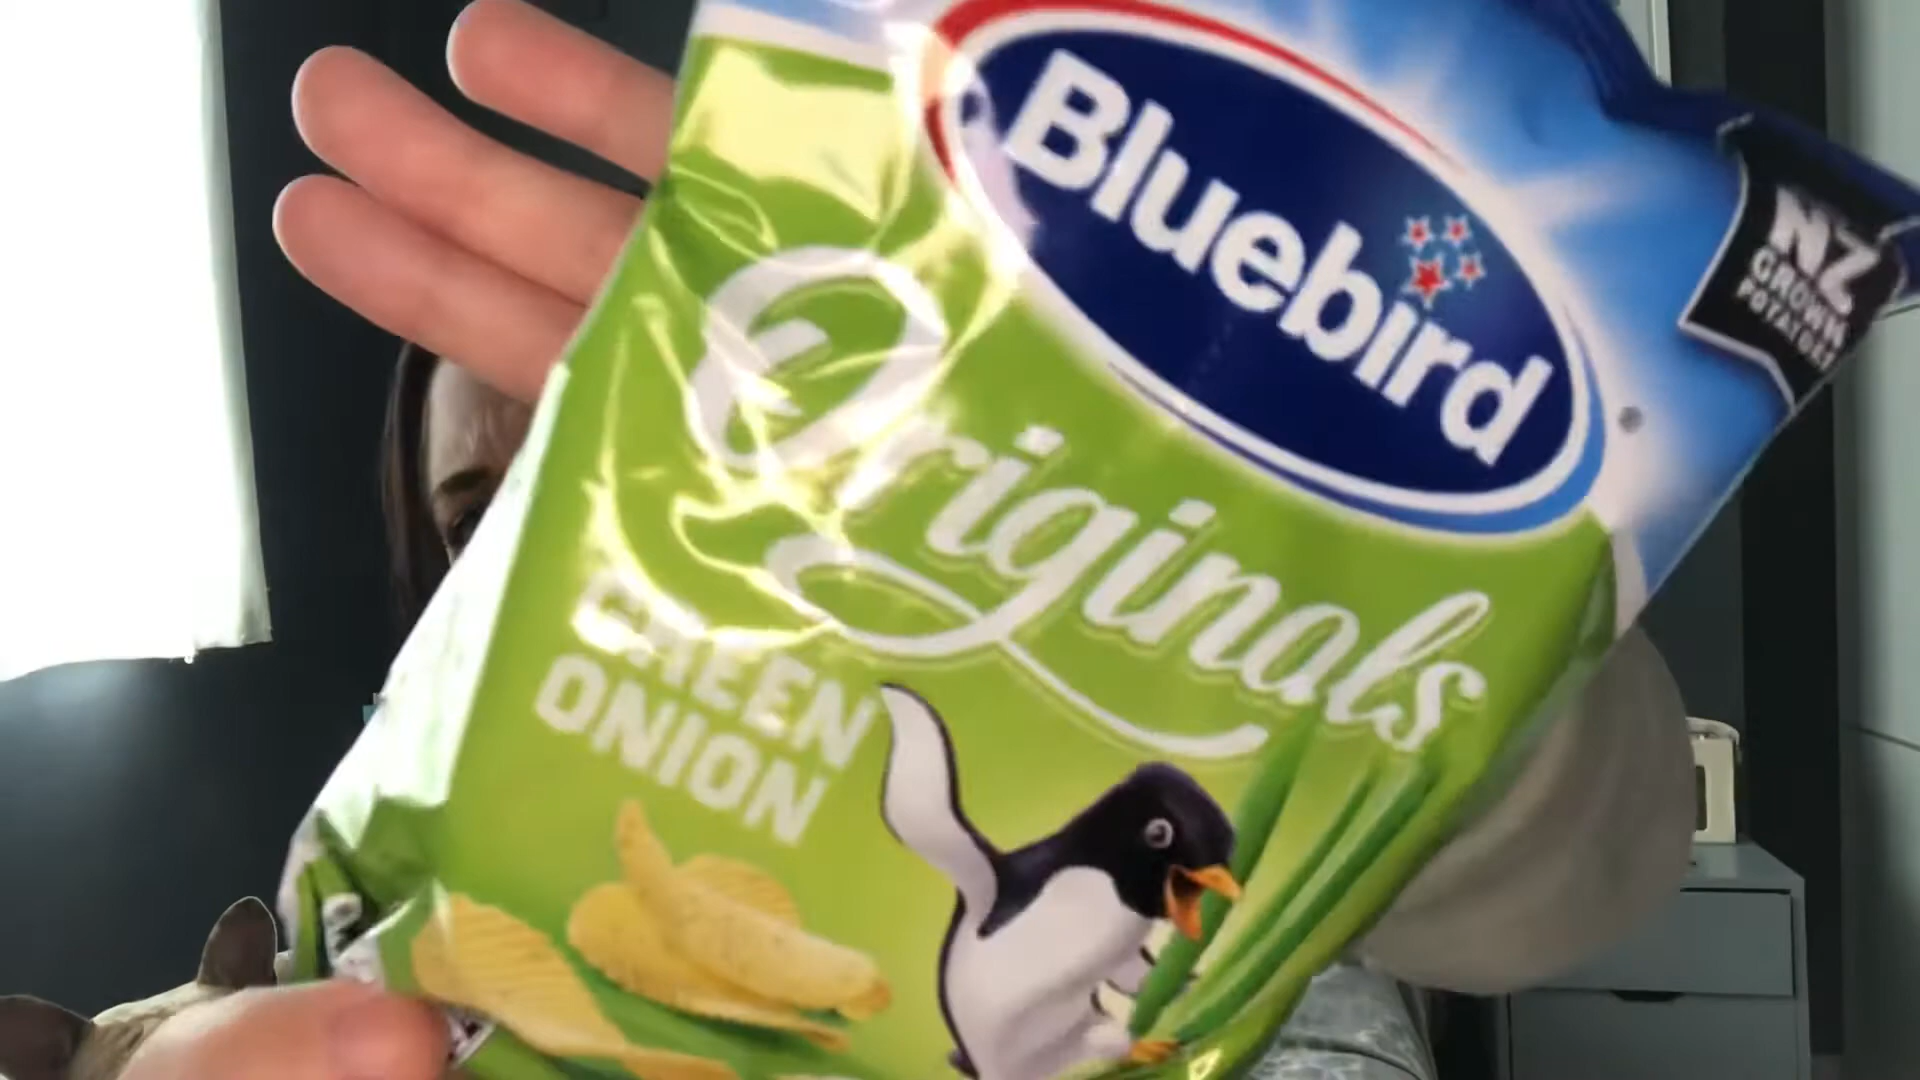 Bluebird
NZ
GROWN
POTATOES
Originals
GREEN
ONION